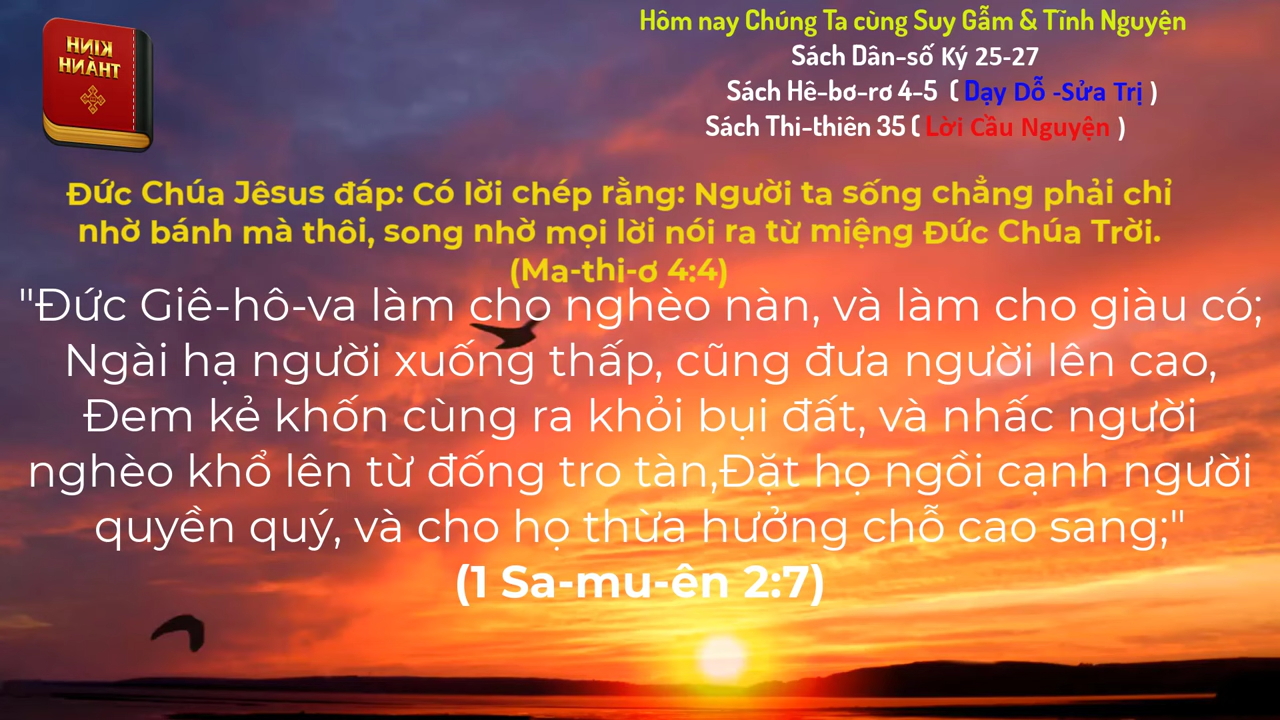 KINH
THÁNH
Hôm nay Chúng Ta cùng Suy Gẫm & Tĩnh Nguyện
Sách Dân-số Ký 25-27
Sách Hê-bơ-rơ 4-5 ( Dạy Dỗ -Sửa Trị )
Sách Thi-thiên 35 ( Lời Cầu Nguyện )
Đức Chúa Jêsus đáp: Có lời chép rằng: Người ta sống chẳng phải chỉ
nhờ bánh mà thôi, song nhờ mọi lời nói ra từ miệng Đức Chúa Trời.
(Ma-thi-ơ 4:4)
"Đức Giê-hô-va làm cho nghèo nàn, và làm cho giàu có;
Ngài hạ người xuống thấp, cũng đưa người lên cao,
Đem kẻ khốn cùng ra khỏi bụi đất, và nhấc người
nghèo khổ lên từ đống tro tàn,Đặt họ ngồi cạnh người
quyền quý, và cho họ thừa hưởng chỗ cao sang;"
(1 Sa-mu-ên 2:7)